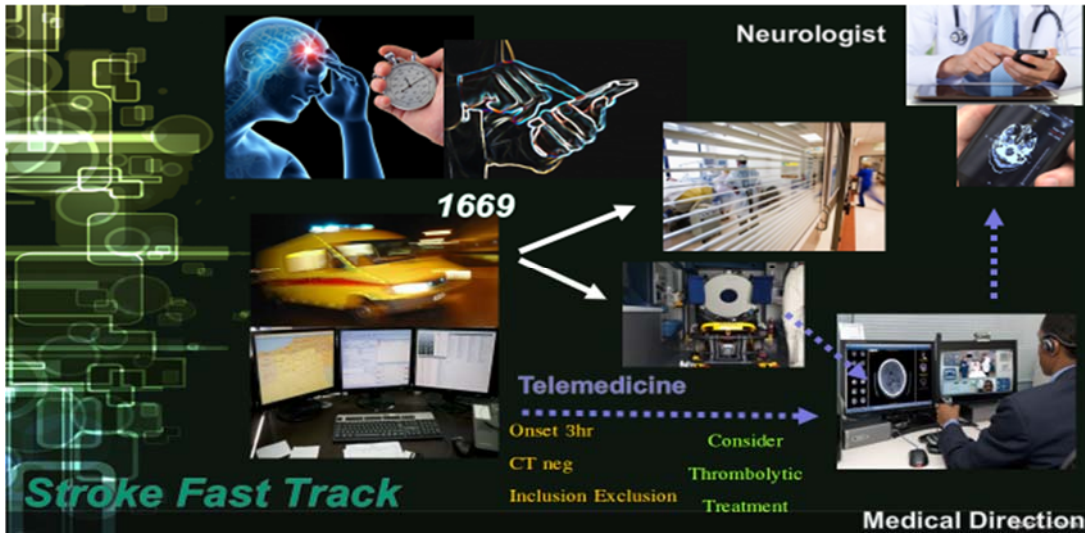 Neurologist
1669
Telemedicine
Onset 3hr
CT neg
Inclusion Exclusion
Consider
Thrombolytic
Treatment
Stroke Fast Track
Medical Direction